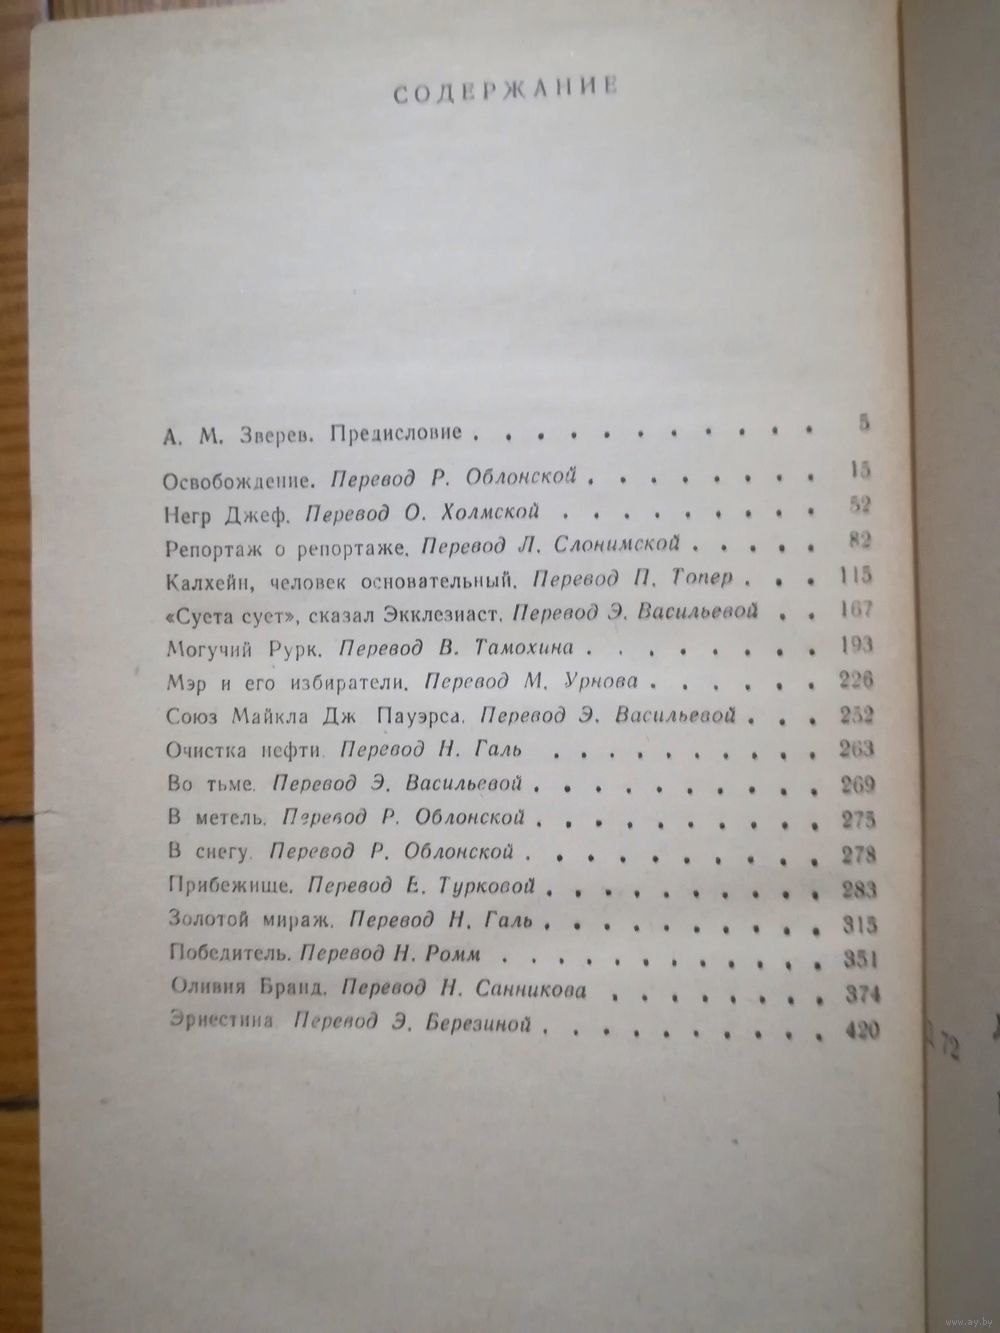 СОДЕРЖАНИЕ
А. М. Зверев. Предисловие . . . . . . . . . . . 5
Освобождение. Перевод Р. Облонской . . . . . . . . 15
Негр Джеф. Перевод О. Холмской . . . . . . . . . 52
Репортаж о репортаже. Перевод Л. Слонимской . . . . . 82
Калхейн, человек основательный. Перевод П. Топер . . . 115
«Суета сует», сказал Экклезиаст. Перевод Э. Васильевой . . 167
Могучий Рурк. Перевод В. Тамохина . . . . . . . . 193
Мэр и его избиратели. Перевод М. Урнова . . . . . . 226
Союз Майкла Дж Пауэрса. Перевод Э. Васильевой . . . 252
Очистка нефти. Перевод Н. Галь . . . . . . . . . 263
Во тьме. Перевод Э. Васильевой . . . . . . . . . . 269
В метель. Перевод Р. Облонской . . . . . . . . . . 275
В снегу. Перевод Р. Облонской . . . . . . . . . . 278
Прибежище. Перевод Е. Турковой . . . . . . . . . 283
Золотой мираж. Перевод Н. Галь . . . . . . . . . 315
Победитель. Перевод Н. Ромм . . . . . . . . . . . 351
Оливия Бранд. Перевод Н. Санникова . . . . . . . 374
Эрнестина Перевод Э. Березиной . . . . . . . . . 420
72
www.ay.by